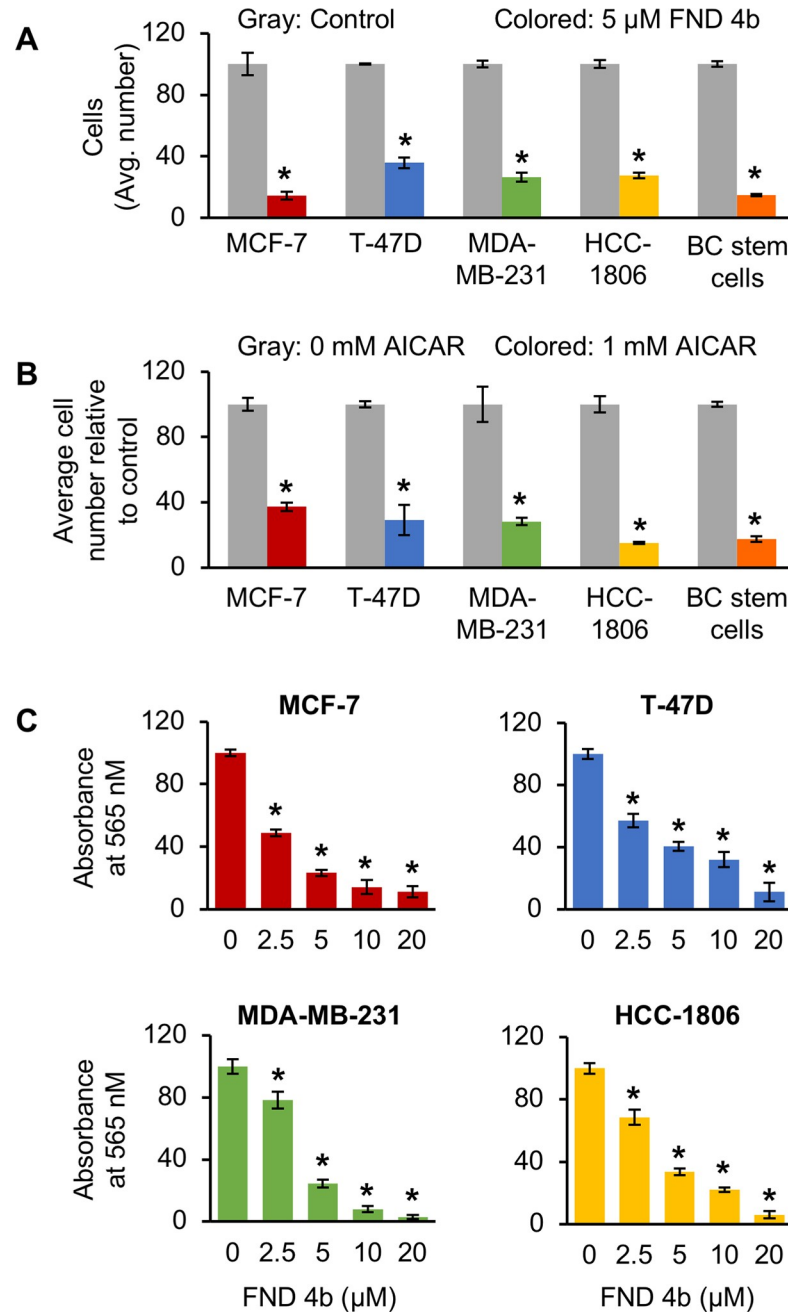 A
Gray: Control Colored: 5 µM FND 4b
Cells
(Avg. number)
120
80
40
0
* * * * *
MCF-7 T-47D MDA-MB-231 HCC-1806 BC stem cells
B
Gray: 0 mM AICAR Colored: 1 mM AICAR
Average cell
number relative
to control
120
80
40
0
* * * * *
MCF-7 T-47D MDA-MB-231 HCC-1806 BC stem cells
C
MCF-7
Absorbance
at 565 nM
120
80
40
0
* * * *
0 2.5 5 10 20
T-47D
120
80
40
0
* * * *
0 2.5 5 10 20
MDA-MB-231
Absorbance
at 565 nM
120
80
40
0
* * * *
0 2.5 5 10 20
FND 4b (µM)
HCC-1806
120
80
40
0
* * * *
0 2.5 5 10 20
FND 4b (µM)